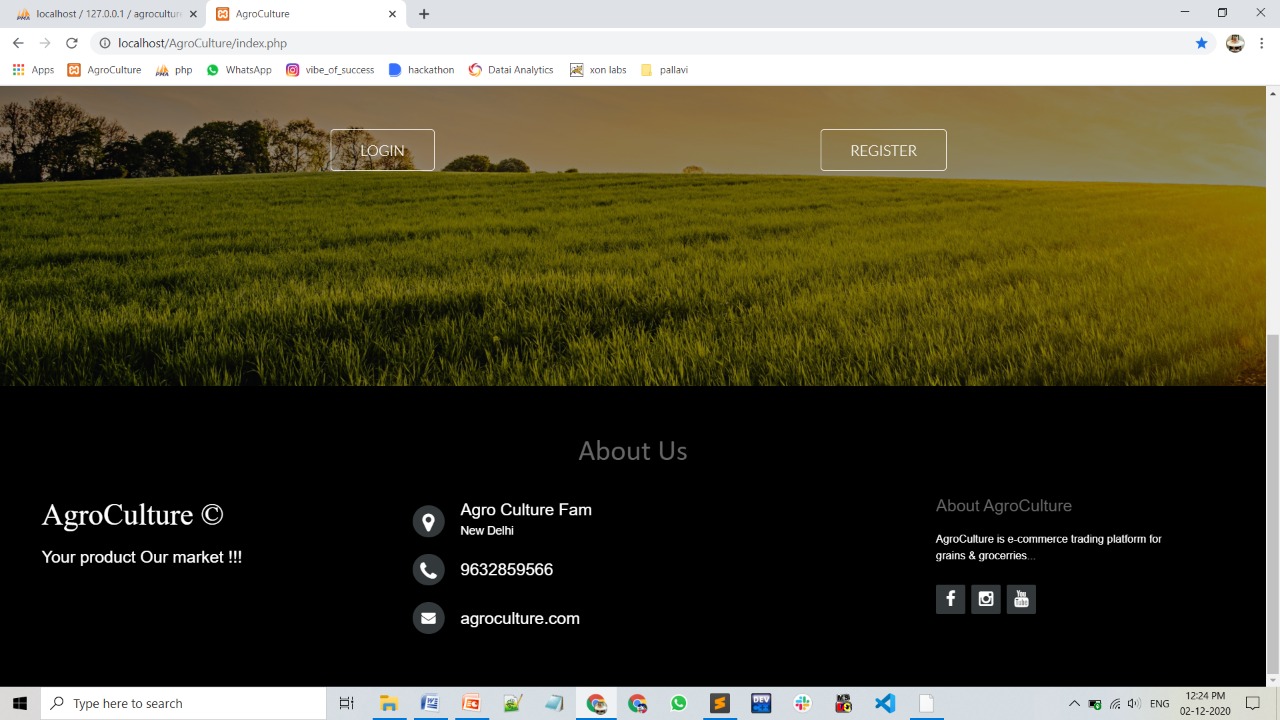 localhost / 127.0.0.1 / agroculture
AgroCulture
localhost/AgroCulture/index.php
Apps
AgroCulture
php
WhatsApp
vibe_of_success
hackathon
Datai Analytics
xon labs
pallavi
LOGIN
REGISTER
About Us
AgroCulture ©
Your product Our market !!!
Agro Culture Fam
New Delhi
9632859566
agroculture.com
About AgroCulture
AgroCulture is e-commerce trading platform for
grains & grocerries...
Type here to search
ENG
12:24 PM
02-12-2020